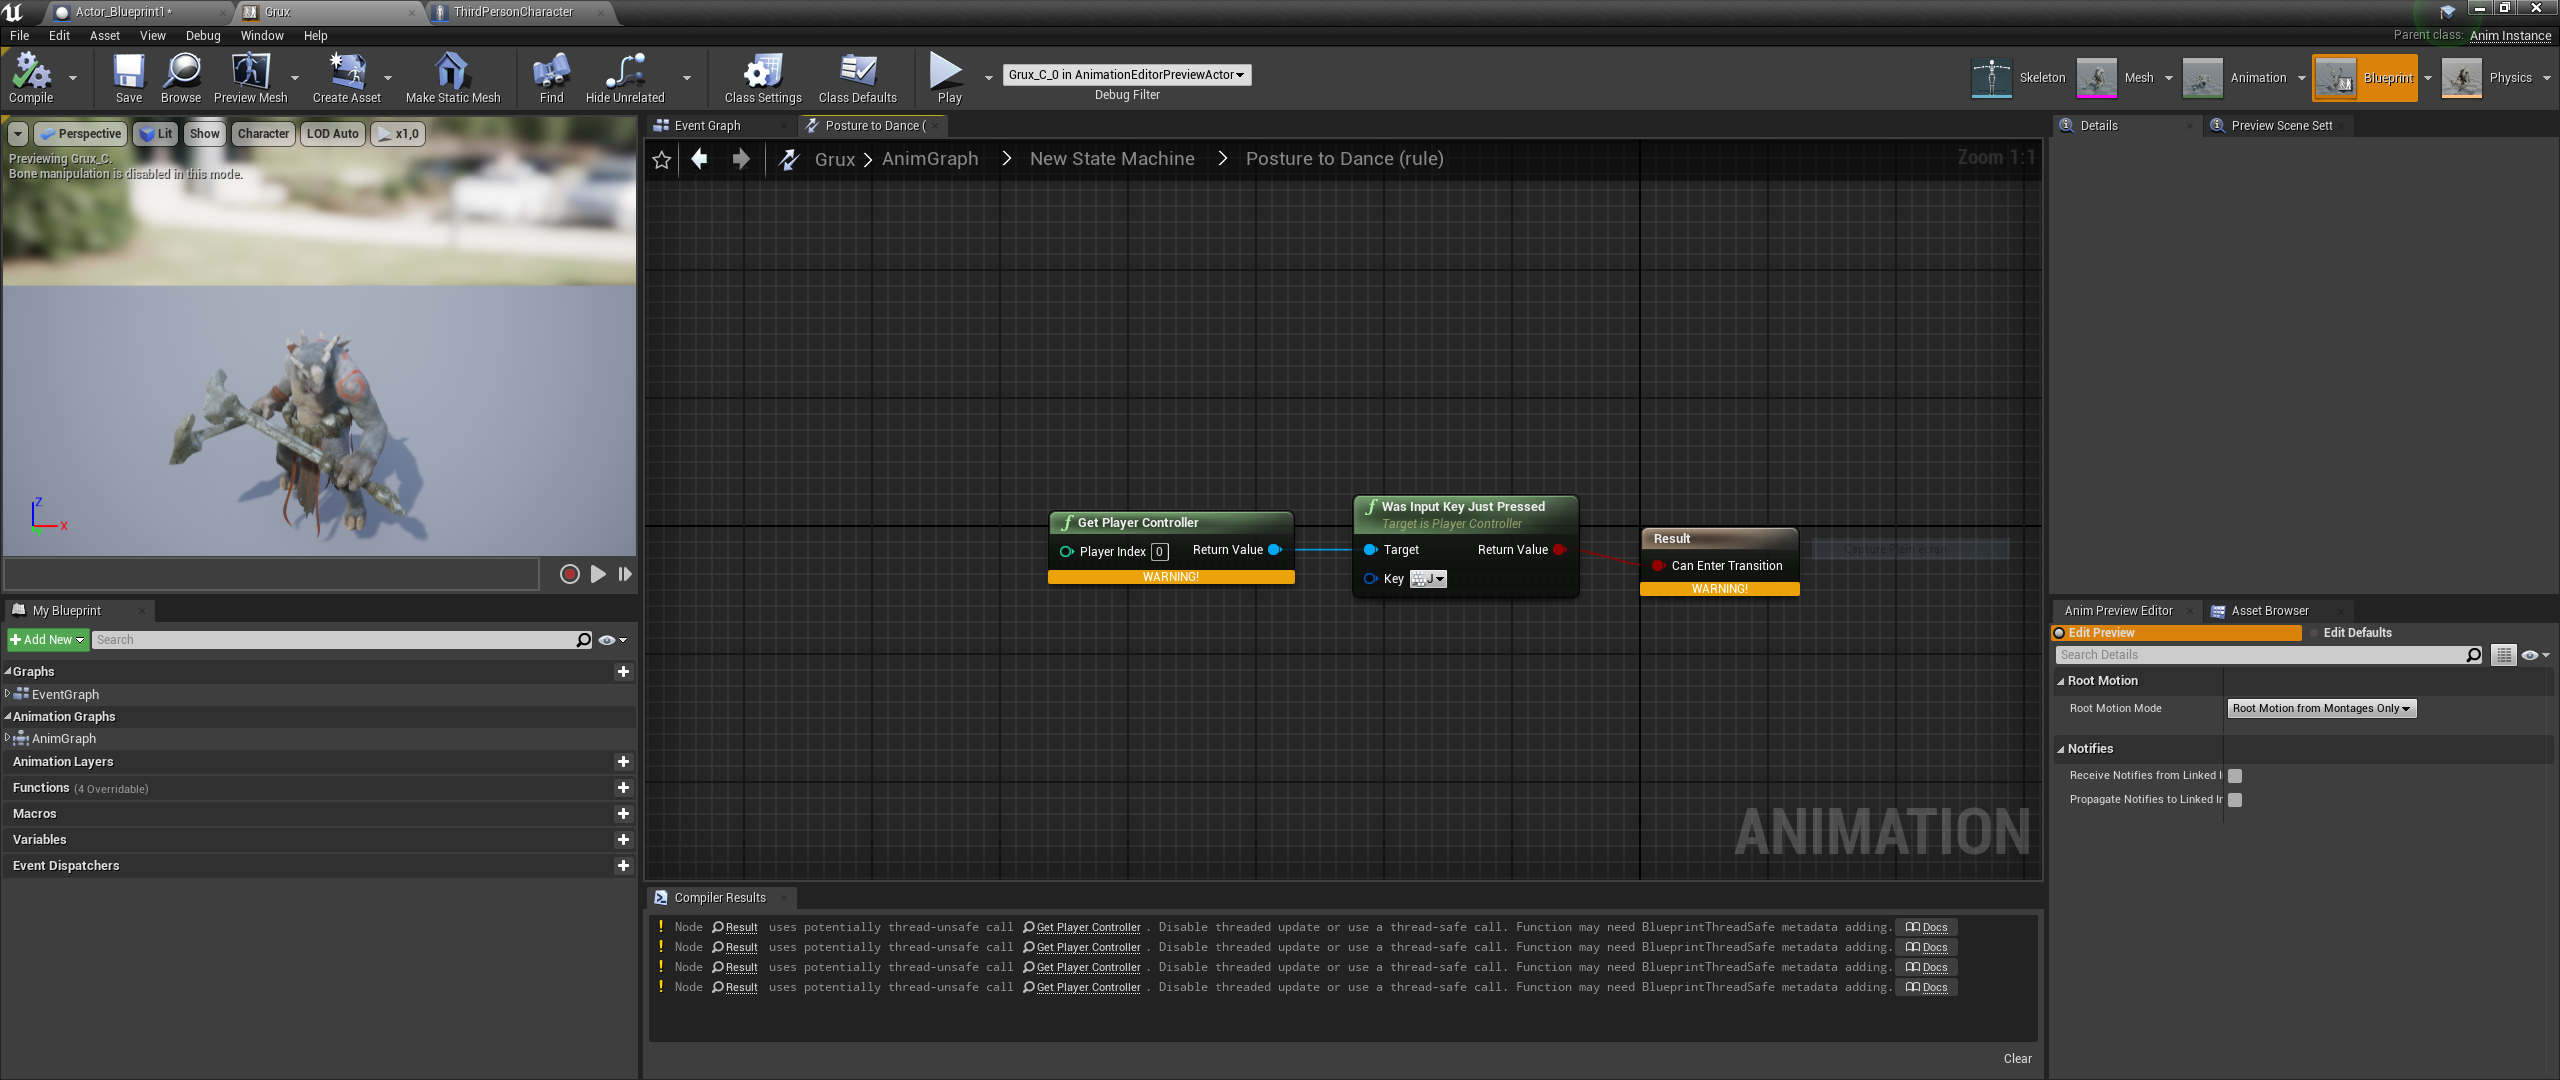 Actor_Blueprint1*
Grux
ThirdPersonCharacter
File Edit Asset View Debug Window Help
Parent class: Anim Instance
Compile
Save
Browse
Preview Mesh
Create Asset
Make Static Mesh
Find
Hide Unrelated
Class Settings
Class Defaults
Play
Grux_C_0 in AnimationEditorPreviewActor
Debug Filter
Skeleton
Mesh
Animation
Blueprint
Physics
Perspective
Lit
Show
Character
LOD Auto
x1,0
Previewing Grux_C.
Bone manipulation is disabled in this mode.
Z
X
Event Graph
Posture to Dance (
Grux > AnimGraph > New State Machine > Posture to Dance (rule)
Zoom 1:1
Get Player Controller
Player Index 0
Return Value
WARNING!
Was Input Key Just Pressed
Target is Player Controller
Target
Return Value
Key J
Result
Can Enter Transition
WARNING!
ANIMATION
Details
Preview Scene Sett
My Blueprint
Add New
Search
Graphs
EventGraph
Animation Graphs
AnimGraph
Animation Layers
Functions (4 Overridable)
Macros
Variables
Event Dispatchers
Compiler Results
! Node Result uses potentially thread-unsafe call Get Player Controller . Disable threaded update or use a thread-safe call. Function may need BlueprintThreadSafe metadata adding. Docs
! Node Result uses potentially thread-unsafe call Get Player Controller . Disable threaded update or use a thread-safe call. Function may need BlueprintThreadSafe metadata adding. Docs
! Node Result uses potentially thread-unsafe call Get Player Controller . Disable threaded update or use a thread-safe call. Function may need BlueprintThreadSafe metadata adding. Docs
! Node Result uses potentially thread-unsafe call Get Player Controller . Disable threaded update or use a thread-safe call. Function may need BlueprintThreadSafe metadata adding. Docs
Clear
Anim Preview Editor
Asset Browser
Edit Preview
Edit Defaults
Search Details
Root Motion
Root Motion Mode
Root Motion from Montages Only
Notifies
Receive Notifies from Linked I
Propagate Notifies to Linked Ir